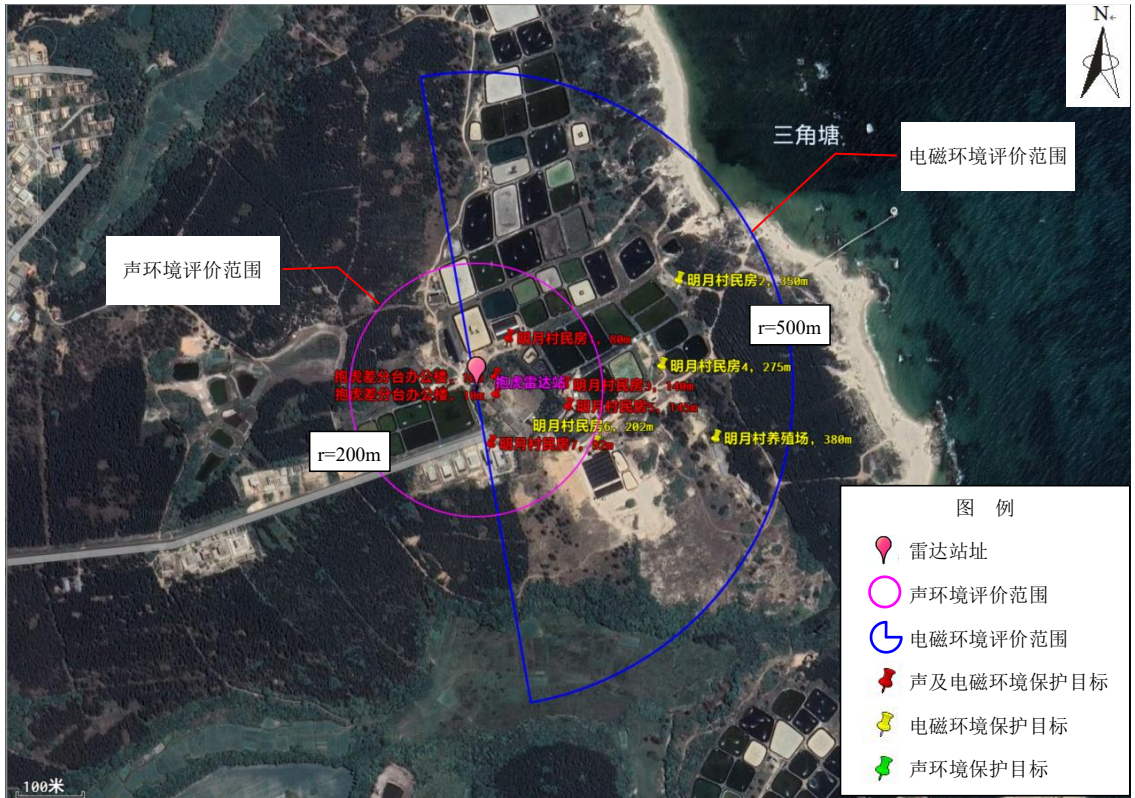 N
三角塘
电磁环境评价范围
声环境评价范围
明月村民房2, 350m
r=500m
明月村民房1, 80m
明月村民房4, 275m
抱虎差分台办公楼,
抱虎雷达站
明月村民房3, 140m
抱虎差分台办公楼, 10m
明月村民房5, 145m
明月村民房6, 202m
明月村养殖场, 380m
r=200m
明月村民房7, 92m
图 例
雷达站址
声环境评价范围
电磁环境评价范围
声及电磁环境保护目标
电磁环境保护目标
声环境保护目标
100米